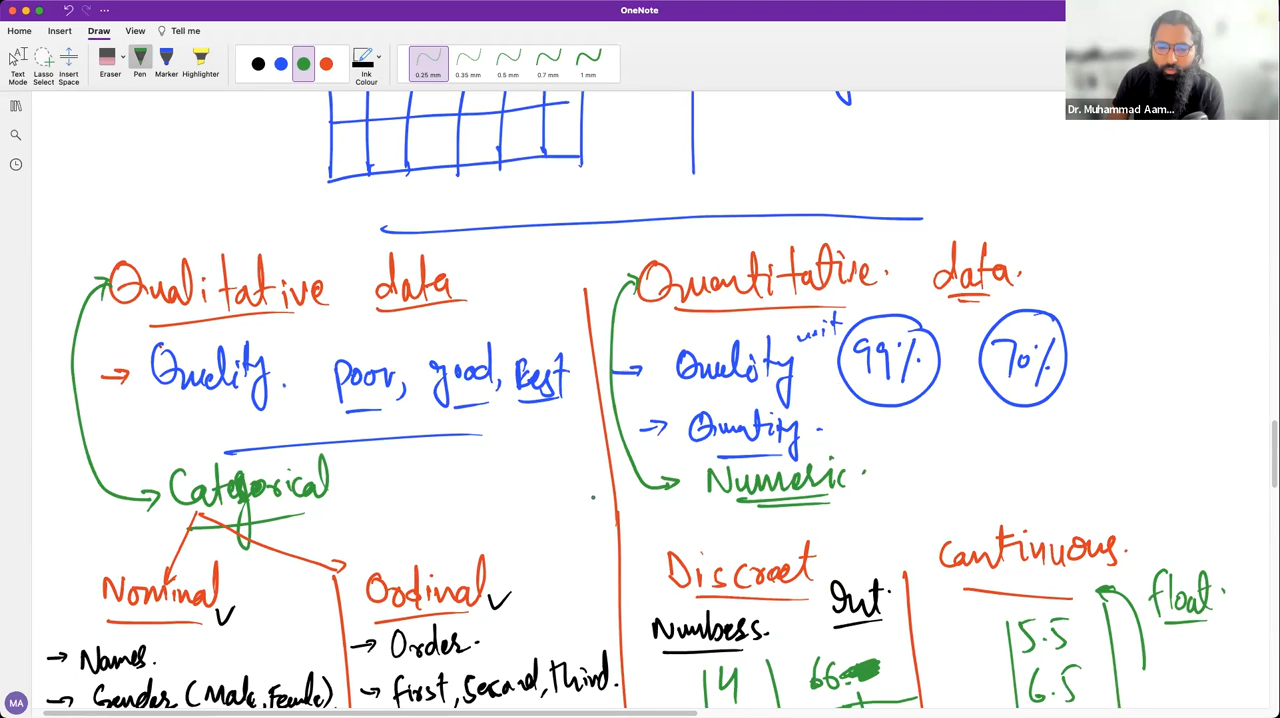 OneNote
Home Insert Draw View Tell me
Text Mode
Lasso Select
Insert Space
Eraser
Pen
Marker
Highlighter
Ink Colour
0.25 mm
0.35 mm
0.5 mm
0.7 mm
1 mm
Dr. Muhammad Aam...
Qualitative data
→ Quality. Poor, good, Best
Categorical
Nominal
→ Names.
→ Gender (Male, Female)
Ordinal
→ Order.
→ First, Second, third.
Quantitative. data.
→ Quality unit 99% 70%
→ Quantity.
→ Numeric.
Discreet
Int.
Numbers.
14 66
Continuous.
float.
5.5
6.5
MA